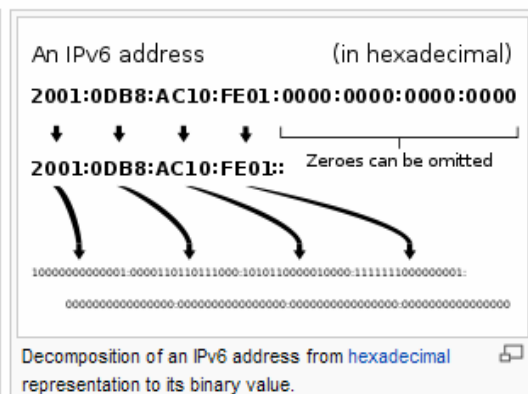 An IPv6 address (in hexadecimal)
2001:0DB8:AC10:FE01:0000:0000:0000:0000
2001:0DB8:AC10:FE01:: Zeroes can be omitted
10000000000001:0000110110111000:1010110000010000:1111111000000001:
0000000000000000:0000000000000000:0000000000000000:0000000000000000
Decomposition of an IPv6 address from hexadecimal
representation to its binary value.